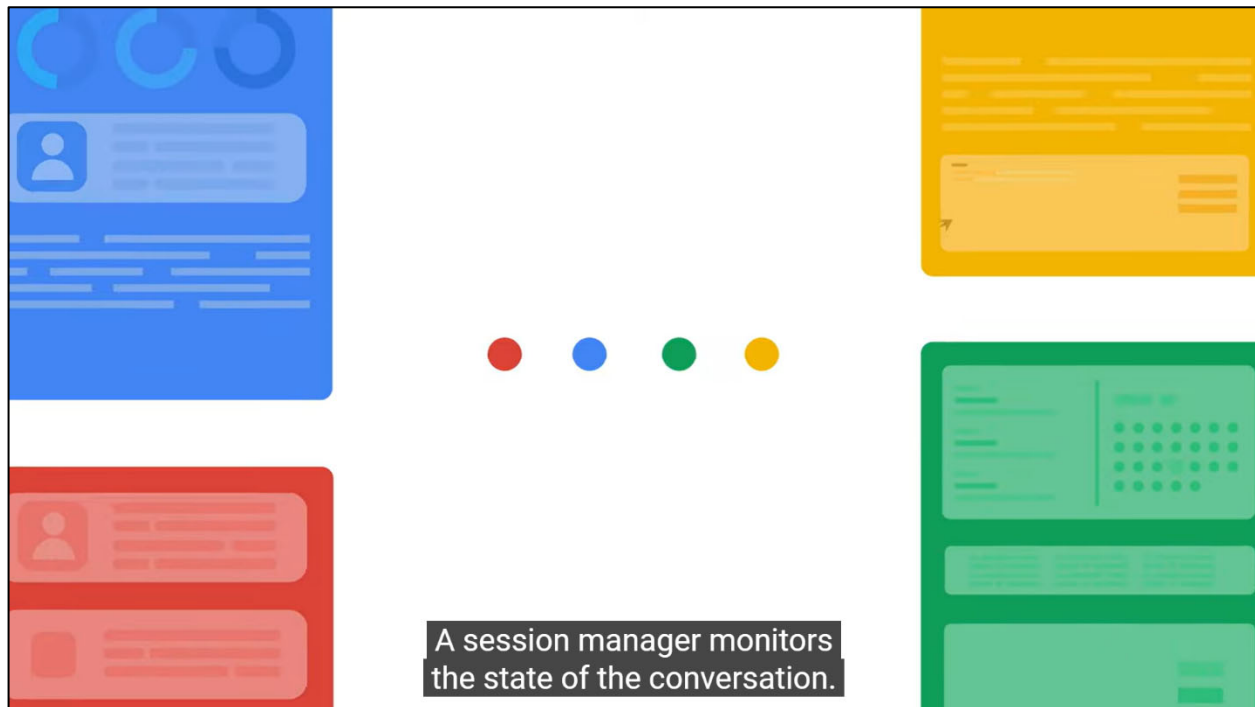 A session manager monitors
the state of the conversation.